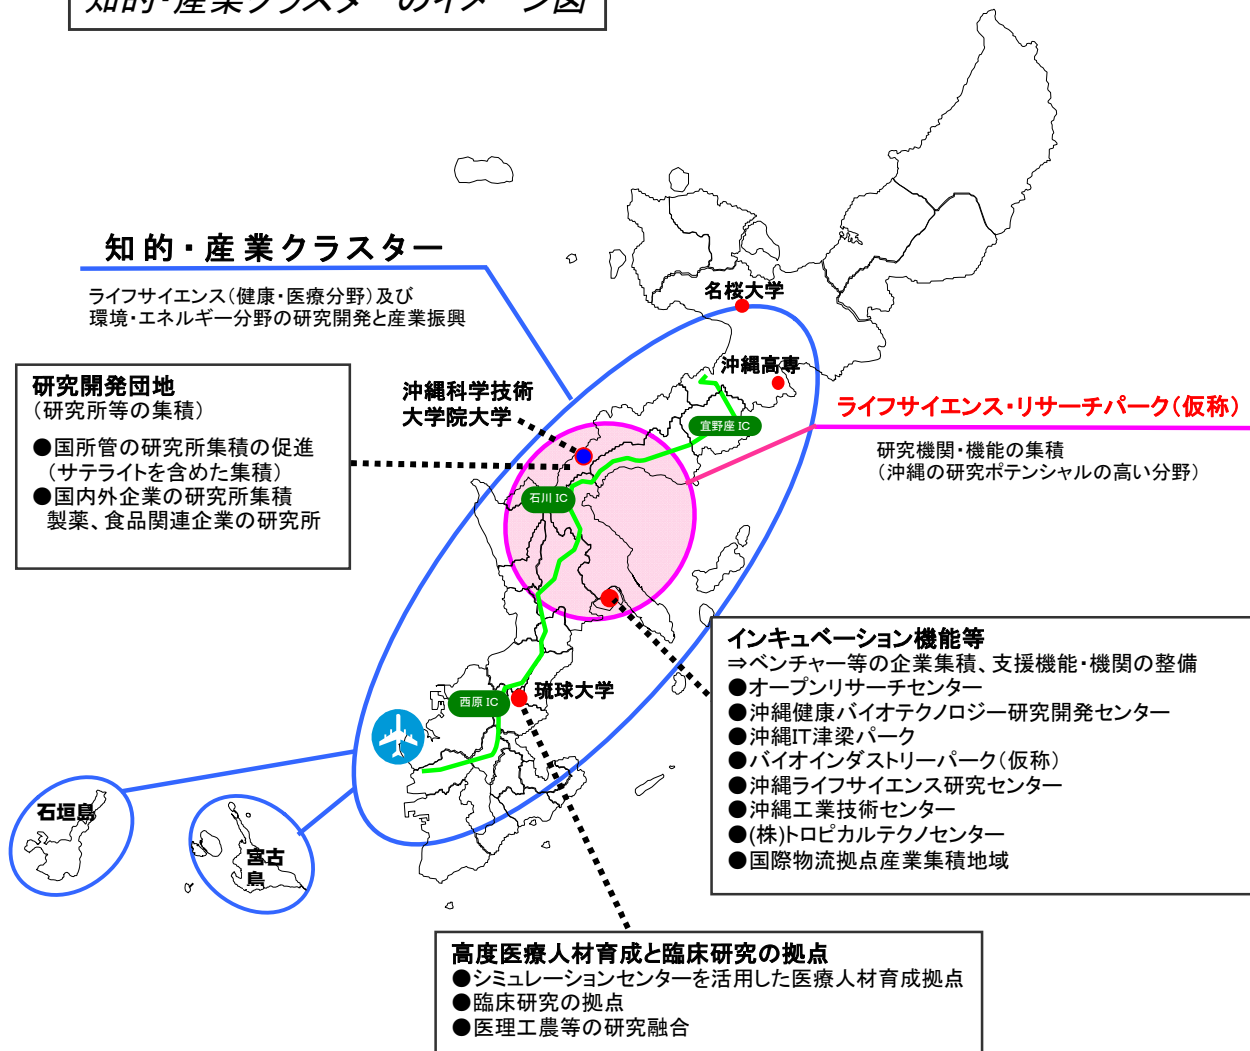 知的・産業クラスターのイメージ図
知的・産業クラスター
ライフサイエンス（健康・医療分野）及び
環境・エネルギー分野の研究開発と産業振興
名桜大学
沖縄高専
研究開発団地
（研究所等の集積）
●国所管の研究所集積の促進
（サテライトを含めた集積）
●国内外企業の研究所集積
製薬、食品関連企業の研究所
沖縄科学技術
大学院大学
宜野座 IC
ライフサイエンス・リサーチパーク（仮称）
研究機関・機能の集積
（沖縄の研究ポテンシャルの高い分野）
石川 IC
インキュベーション機能等
⇒ベンチャー等の企業集積、支援機能・機関の整備
●オープンリサーチセンター
●沖縄健康バイオテクノロジー研究開発センター
●沖縄IT津梁パーク
●バイオインダストリーパーク（仮称）
●沖縄ライフサイエンス研究センター
●沖縄工業技術センター
●(株)トロピカルテクノセンター
●国際物流拠点産業集積地域
西原 IC
琉球大学
石垣島
宮古
島
高度医療人材育成と臨床研究の拠点
●シミュレーションセンターを活用した医療人材育成拠点
●臨床研究の拠点
●医理工農等の研究融合